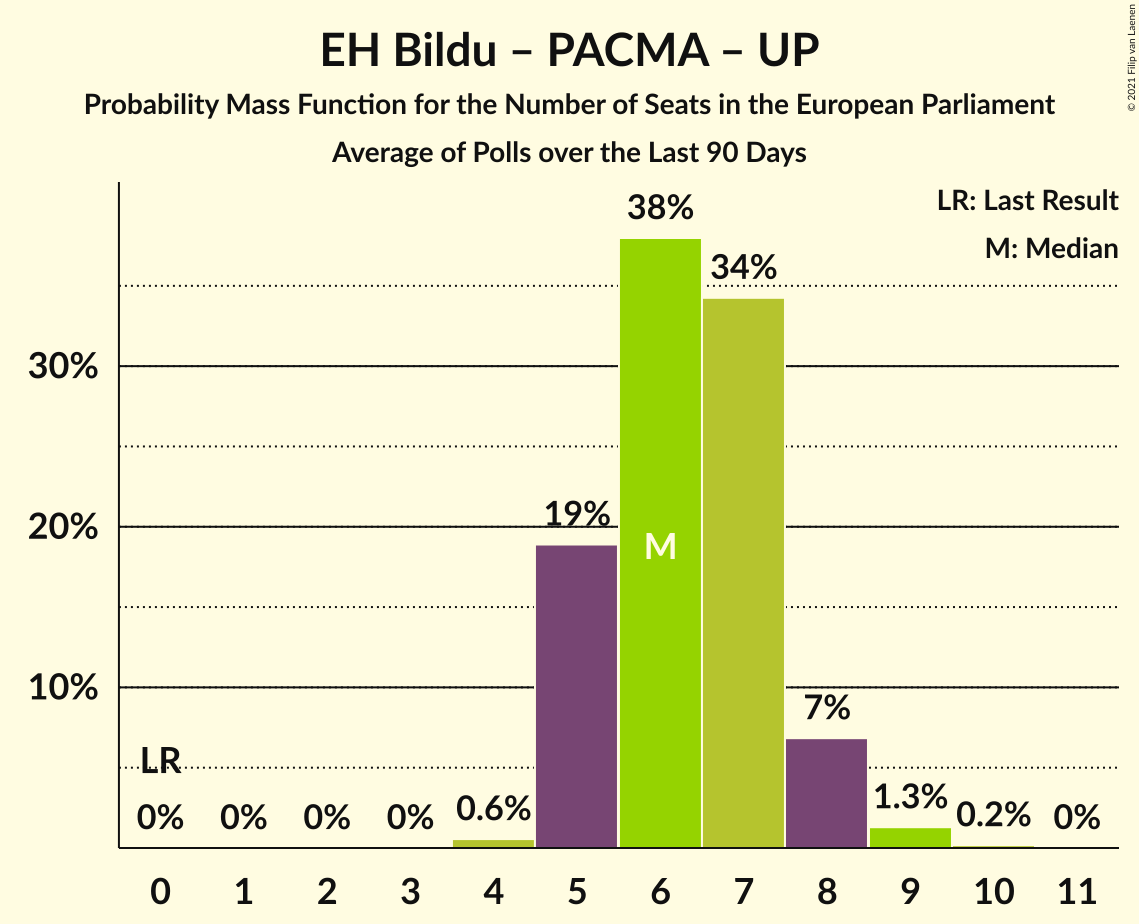 EH Bildu – PACMA – UP
Probability Mass Function for the Number of Seats in the European Parliament
Average of Polls over the Last 90 Days
© 2021 Filip van Laenen
LR: Last Result
M: Median
38%
34%
30%
20%
19%
M
10%
7%
LR
0%
0%
0%
0%
0.6%
1.3%
0.2%
0%
0 1 2 3 4 5 6 7 8 9 10 11